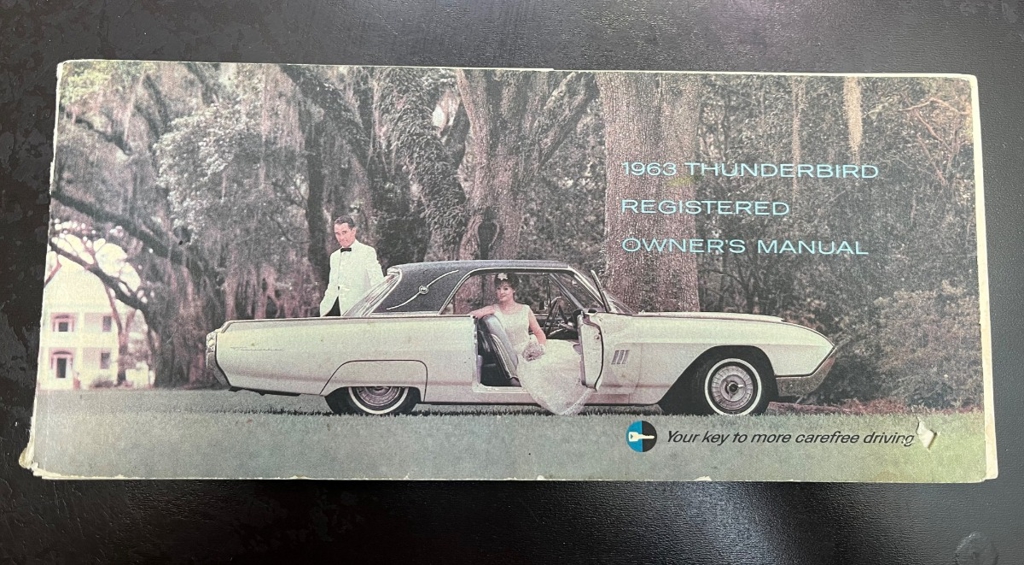 1963 THUNDERBIRD
REGISTERED
OWNER'S MANUAL
Your key to more carefree driving